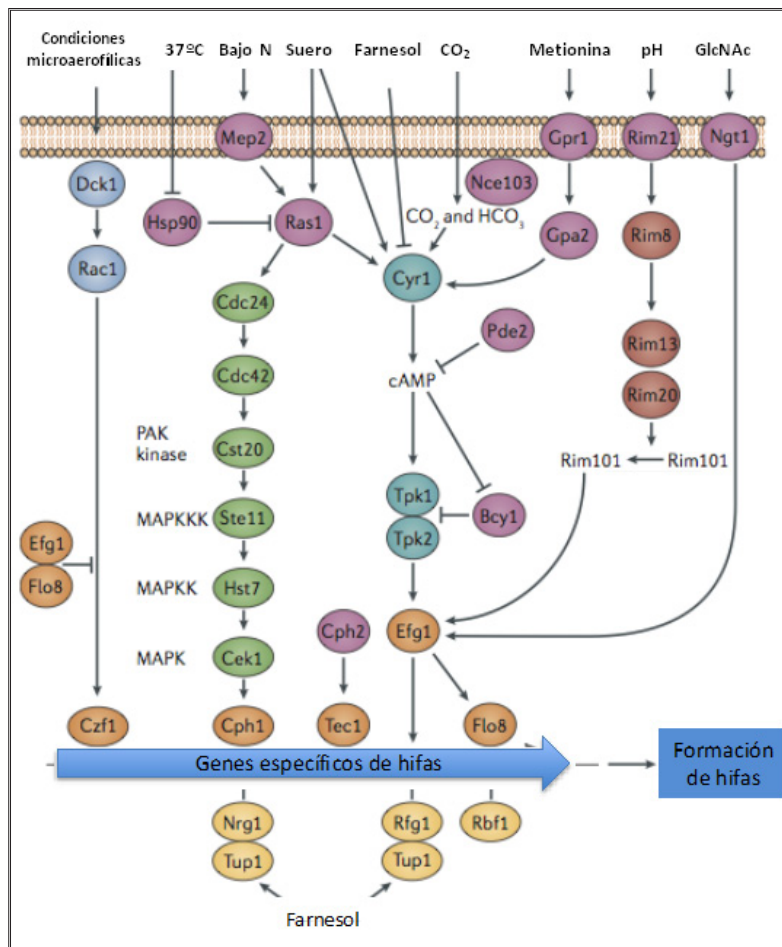 Condiciones
microaerofílicas
37ºC
Bajo N
Suero
Farnesol
CO₂
Metionina
pH
GlcNAc
Mep2
Gpr1
Rim21
Ngt1
Dck1
Nce103
Hsp90
Ras1
CO₂ and HCO₃
Gpa2
Rim8
Rac1
Cyr1
Cdc24
Pde2
Rim13
cAMP
Cdc42
Rim20
PAK
kinase
Cst20
Rim101
Rim101
Tpk1
MAPKKK
Ste11
Bcy1
Tpk2
Efg1
Flo8
MAPKK
Hst7
Cph2
Efg1
MAPK
Cek1
Czf1
Cph1
Tec1
Flo8
Genes específicos de hifas
Formación
de hifas
Nrg1
Tup1
Rfg1
Tup1
Rbf1
Farnesol